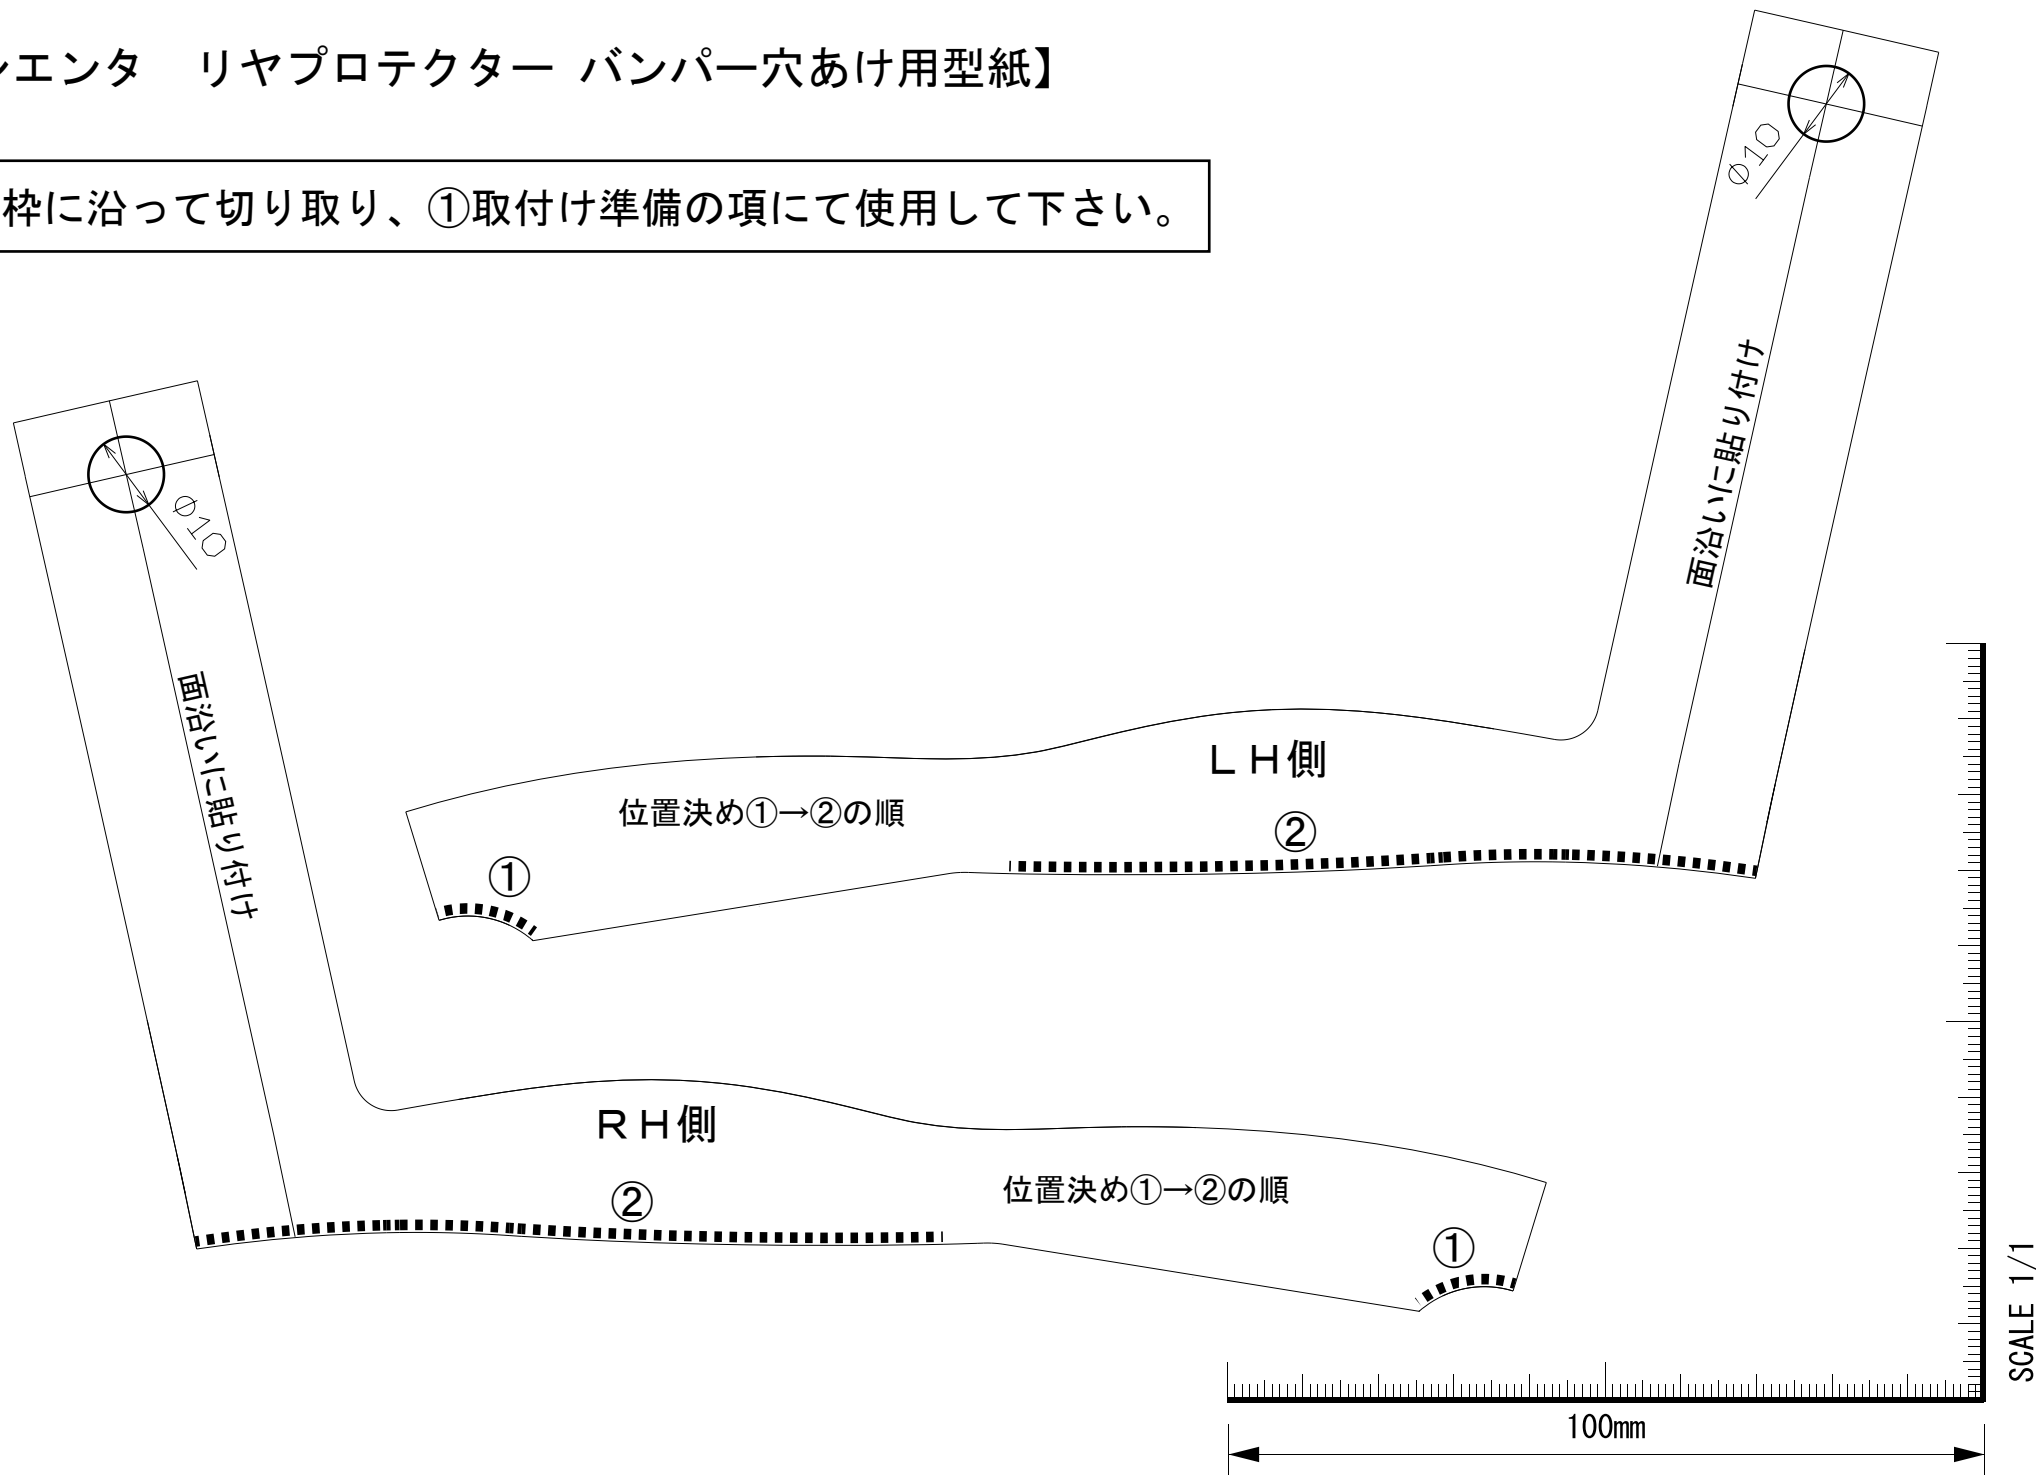 エンタ リヤプロテクター バンパー穴あけ用型紙】
枠に沿って切り取り、①取付け準備の項にて使用して下さい。
φ10
面沿いに貼り付け
φ10
面沿いに貼り付け
LH側
位置決め①→②の順
②
①
RH側
②
位置決め①→②の順
①
SCALE 1/1
100mm